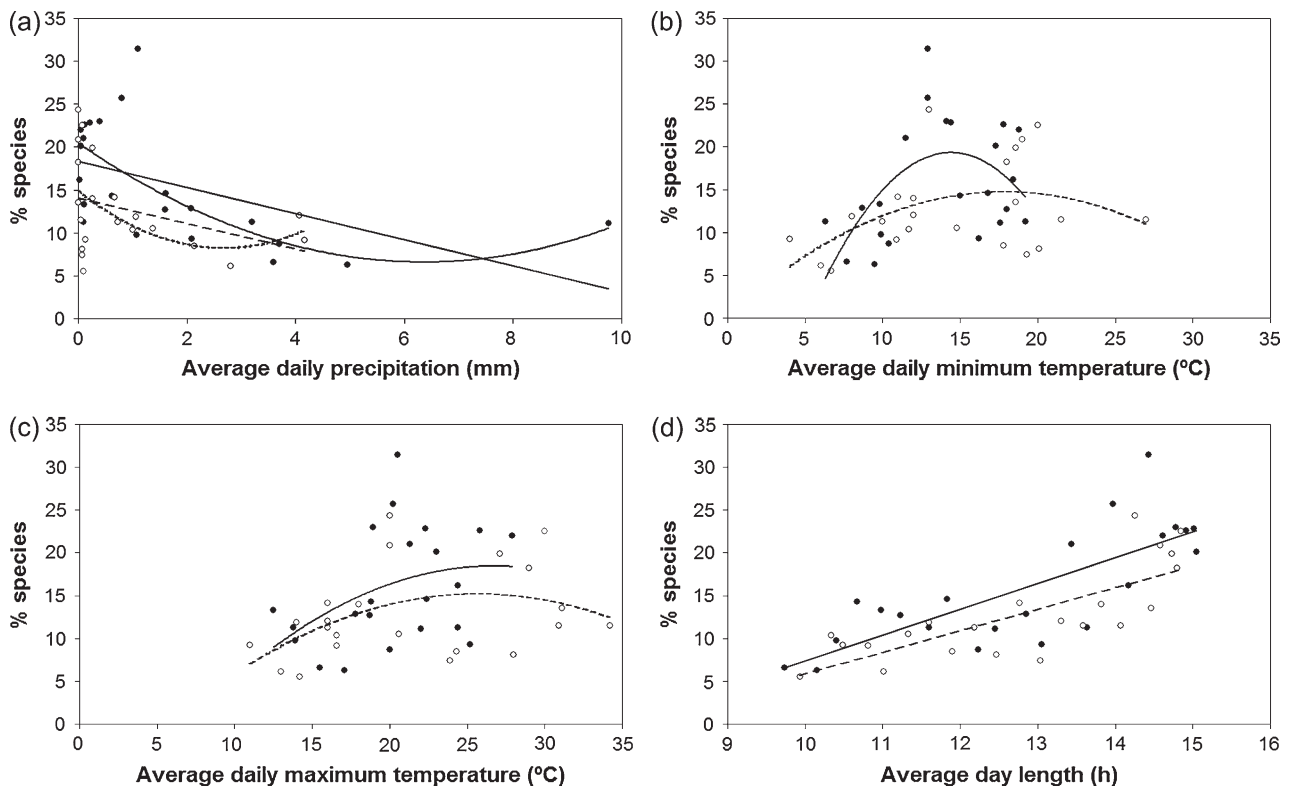 (a)
35
30
25
20
15
10
5
0
% species
0 2 4 6 8 10
Average daily precipitation (mm)
(b)
35
30
25
20
15
10
5
0
% species
0 5 10 15 20 25 30 35
Average daily minimum temperature (ºC)
(c)
35
30
25
20
15
10
5
0
% species
0 5 10 15 20 25 30 35
Average daily maximum temperature (ºC)
(d)
35
30
25
20
15
10
5
0
% species
9 10 11 12 13 14 15 16
Average day length (h)